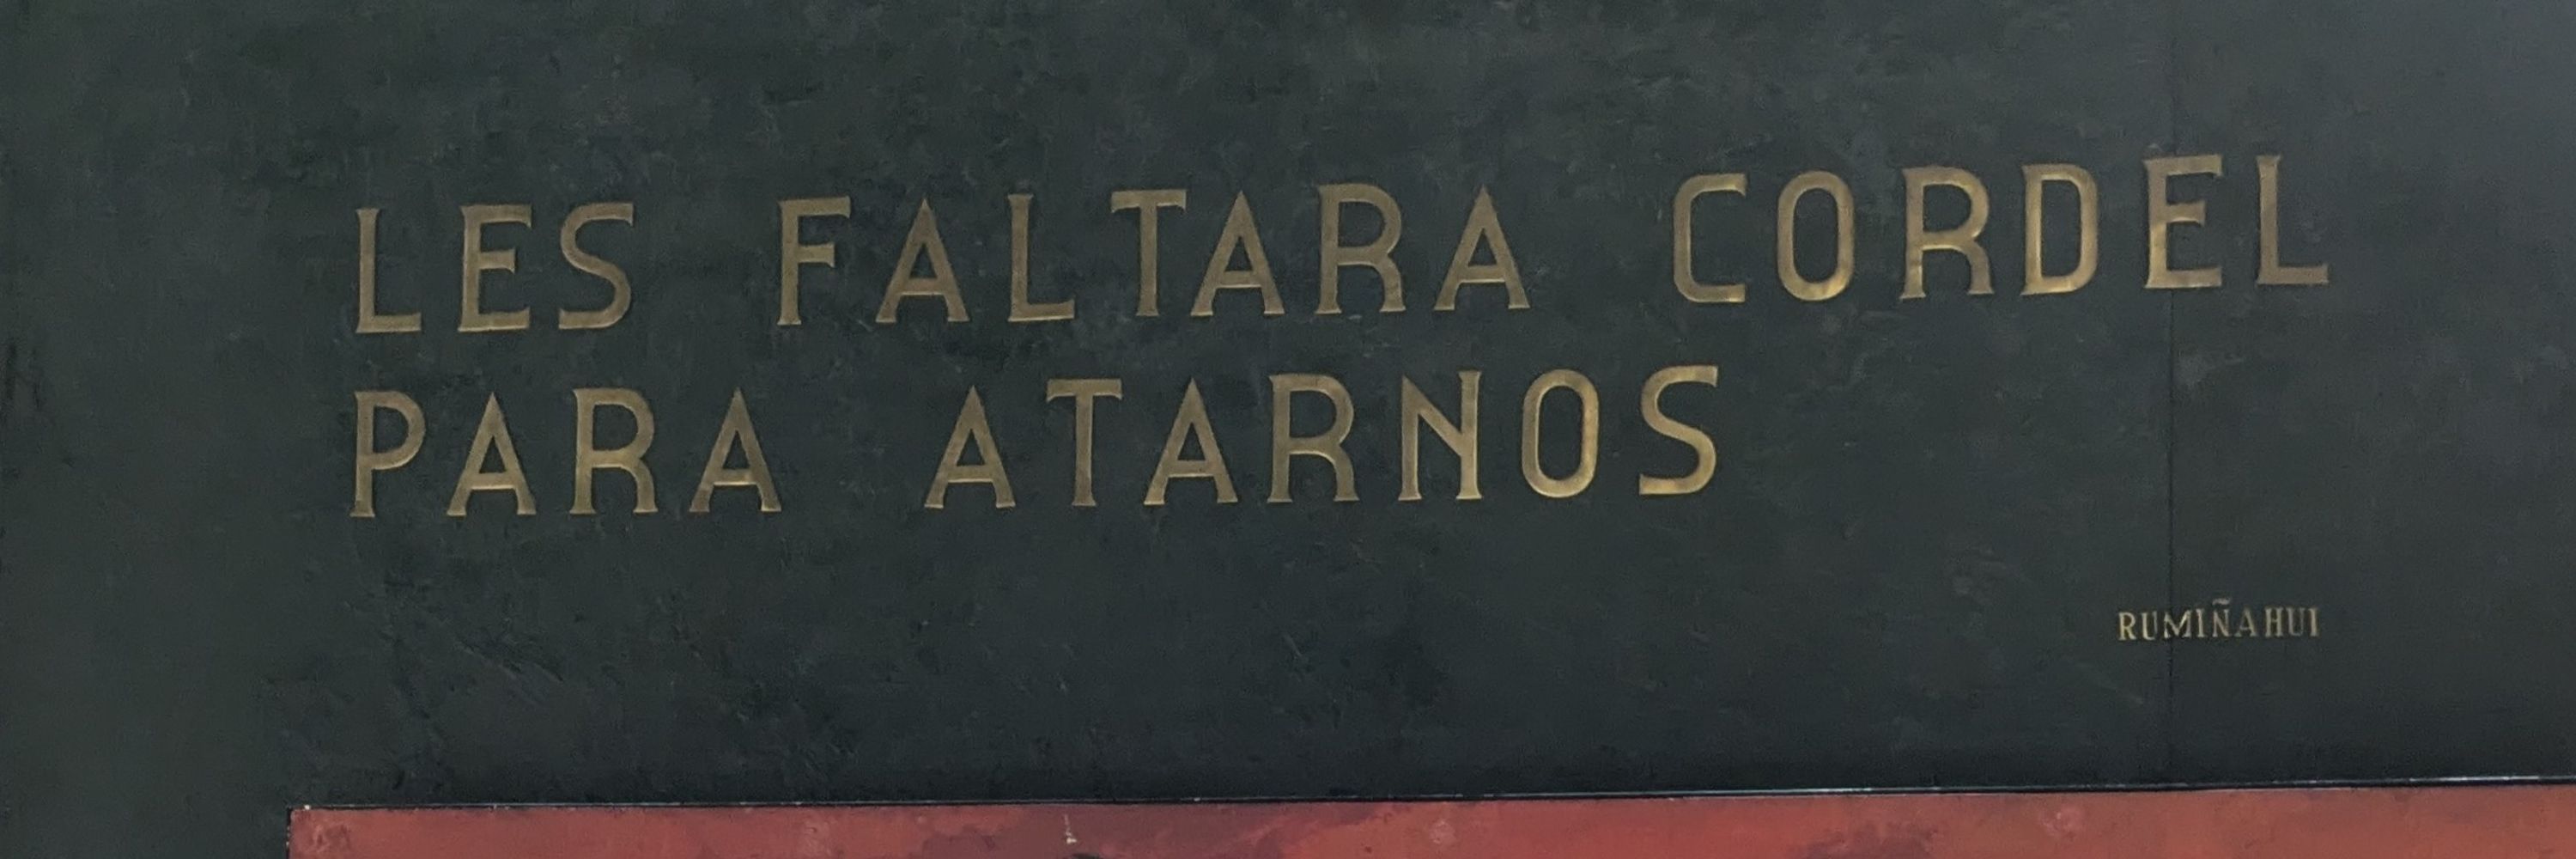 LES FALTARA CORDEL
PARA ATARNOS
RUMIÑAHUI